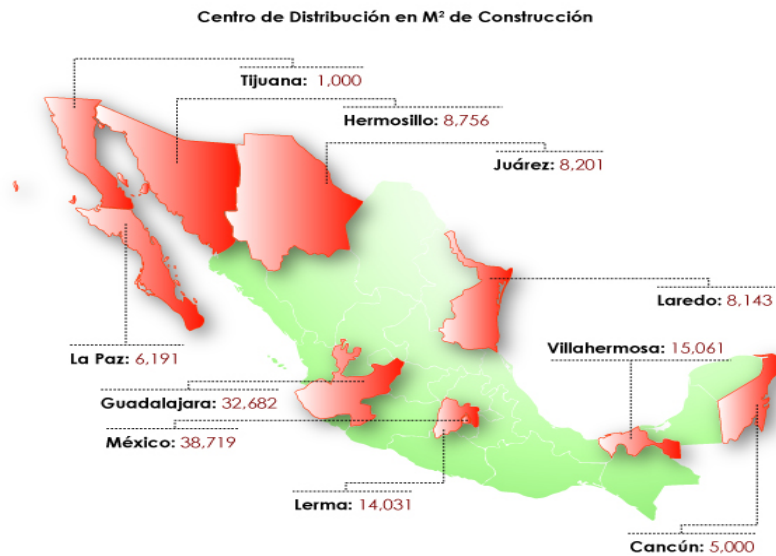 Centro de Distribución en M² de Construcción
Tijuana: 1,000
Hermosillo: 8,756
Juárez: 8,201
Laredo: 8,143
La Paz: 6,191
Villahermosa: 15,061
Guadalajara: 32,682
México: 38,719
Lerma: 14,031
Cancún: 5,000